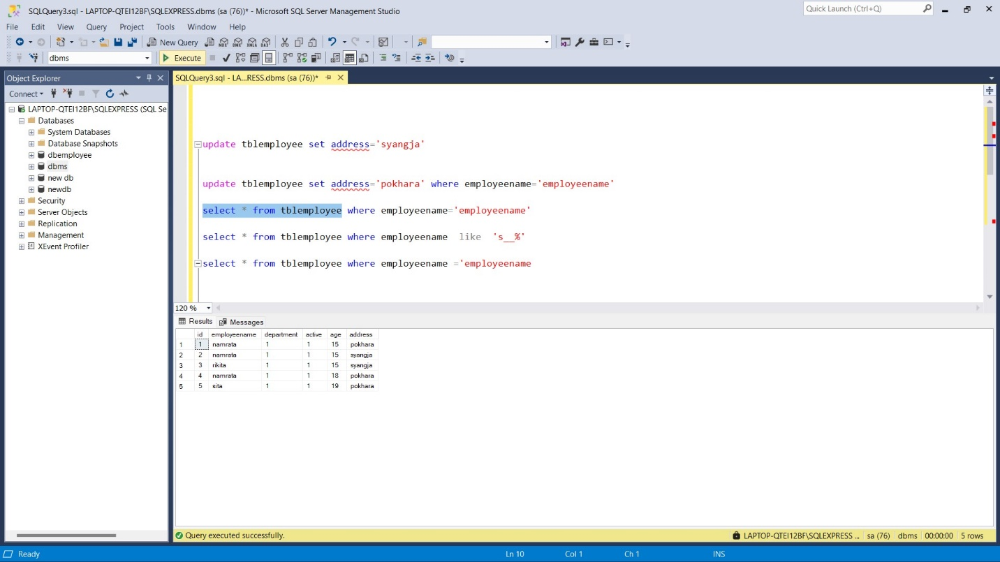 SQLQuery3.sql - LAPTOP-QTEI12BF\SQLEXPRESS.dbms (sa (76))* - Microsoft SQL Server Management Studio
Quick Launch (Ctrl+Q)
File Edit View Query Project Tools Window Help
New Query
dbms
Execute
Object Explorer
SQLQuery3.sql - LA...RESS.dbms (sa (76))*
Connect
LAPTOP-QTEI12BF\SQLEXPRESS (SQL Se
Databases
System Databases
Database Snapshots
dbemployee
dbms
new db
newdb
Security
Server Objects
Replication
Management
XEvent Profiler
update tblemployee set address='syangja'
update tblemployee set address='pokhara' where employeename='employeename'
select * from tblemployee where employeename='employeename'
select * from tblemployee where employeename  like  's__%'
select * from tblemployee where employeename ='employeename
120 %
Results Messages
id employeename department active age address
1 1 namrata 1 1 15 pokhara
2 2 namrata 1 1 15 syangja
3 3 rikita 1 1 15 syangja
4 4 namrata 1 1 18 pokhara
5 5 sita 1 1 19 pokhara
Query executed successfully.
LAPTOP-QTEI12BF\SQLEXPRESS ... sa (76) dbms 00:00:00 5 rows
Ready
Ln 10 Col 1 Ch 1 INS